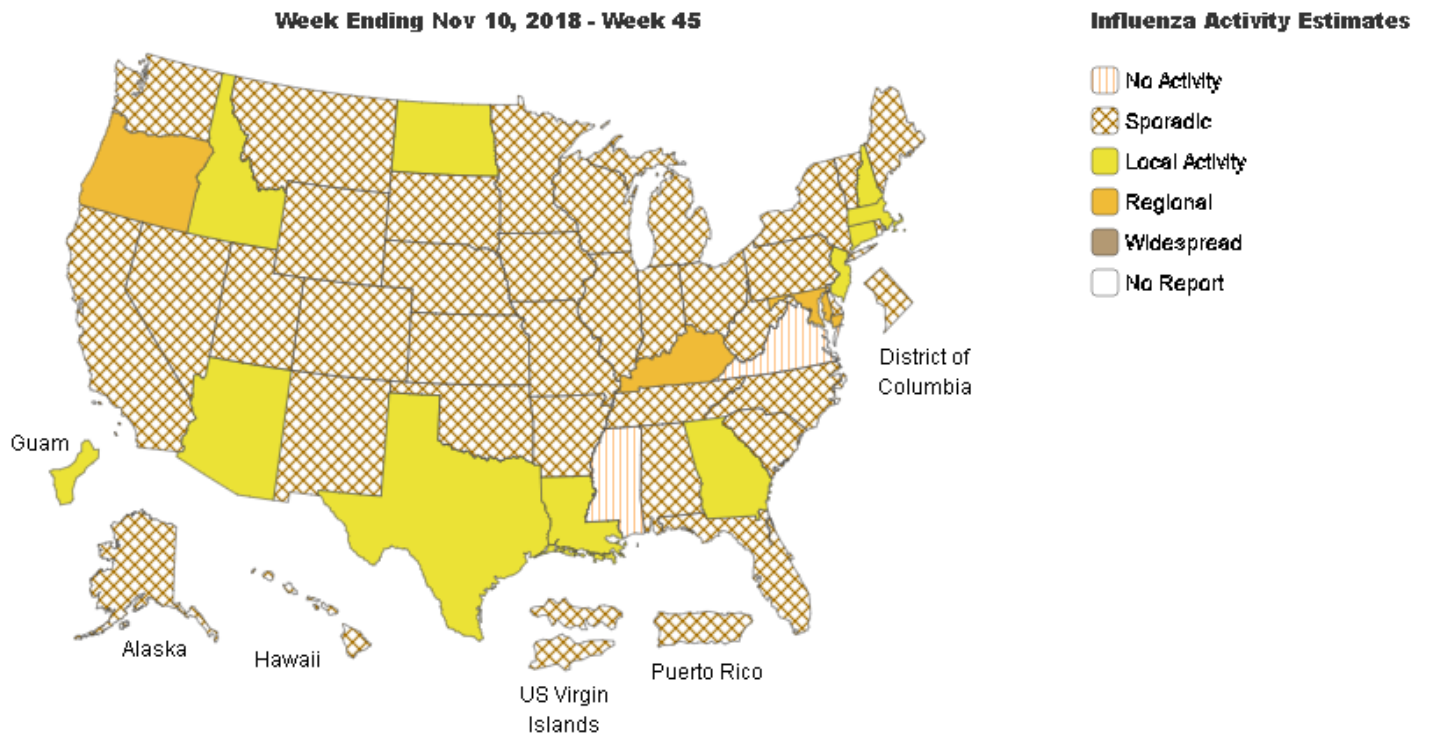 Week Ending Nov 10, 2018 - Week 45
Influenza Activity Estimates
No Activity
Sporadic
Local Activity
Regional
Widespread
No Report
District of
Columbia
Guam
Alaska
Hawaii
US Virgin
Islands
Puerto Rico